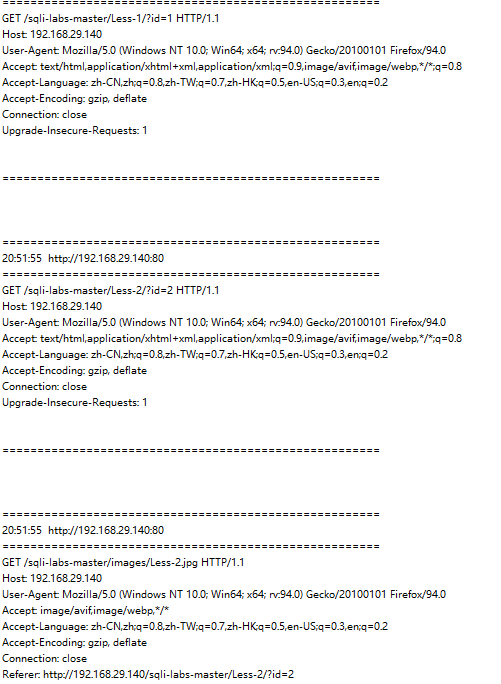 ======================================================
GET /sqli-labs-master/Less-1/?id=1 HTTP/1.1
Host: 192.168.29.140
User-Agent: Mozilla/5.0 (Windows NT 10.0; Win64; x64; rv:94.0) Gecko/20100101 Firefox/94.0
Accept: text/html,application/xhtml+xml,application/xml;q=0.9,image/avif,image/webp,*/*;q=0.8
Accept-Language: zh-CN,zh;q=0.8,zh-TW;q=0.7,zh-HK;q=0.5,en-US;q=0.3,en;q=0.2
Accept-Encoding: gzip, deflate
Connection: close
Upgrade-Insecure-Requests: 1
======================================================
======================================================
20:51:55  http://192.168.29.140:80
======================================================
GET /sqli-labs-master/Less-2/?id=2 HTTP/1.1
Host: 192.168.29.140
User-Agent: Mozilla/5.0 (Windows NT 10.0; Win64; x64; rv:94.0) Gecko/20100101 Firefox/94.0
Accept: text/html,application/xhtml+xml,application/xml;q=0.9,image/avif,image/webp,*/*;q=0.8
Accept-Language: zh-CN,zh;q=0.8,zh-TW;q=0.7,zh-HK;q=0.5,en-US;q=0.3,en;q=0.2
Accept-Encoding: gzip, deflate
Connection: close
Upgrade-Insecure-Requests: 1
======================================================
======================================================
20:51:55  http://192.168.29.140:80
======================================================
GET /sqli-labs-master/images/Less-2.jpg HTTP/1.1
Host: 192.168.29.140
User-Agent: Mozilla/5.0 (Windows NT 10.0; Win64; x64; rv:94.0) Gecko/20100101 Firefox/94.0
Accept: image/avif,image/webp,*/*
Accept-Language: zh-CN,zh;q=0.8,zh-TW;q=0.7,zh-HK;q=0.5,en-US;q=0.3,en;q=0.2
Accept-Encoding: gzip, deflate
Connection: close
Referer: http://192.168.29.140/sqli-labs-master/Less-2/?id=2